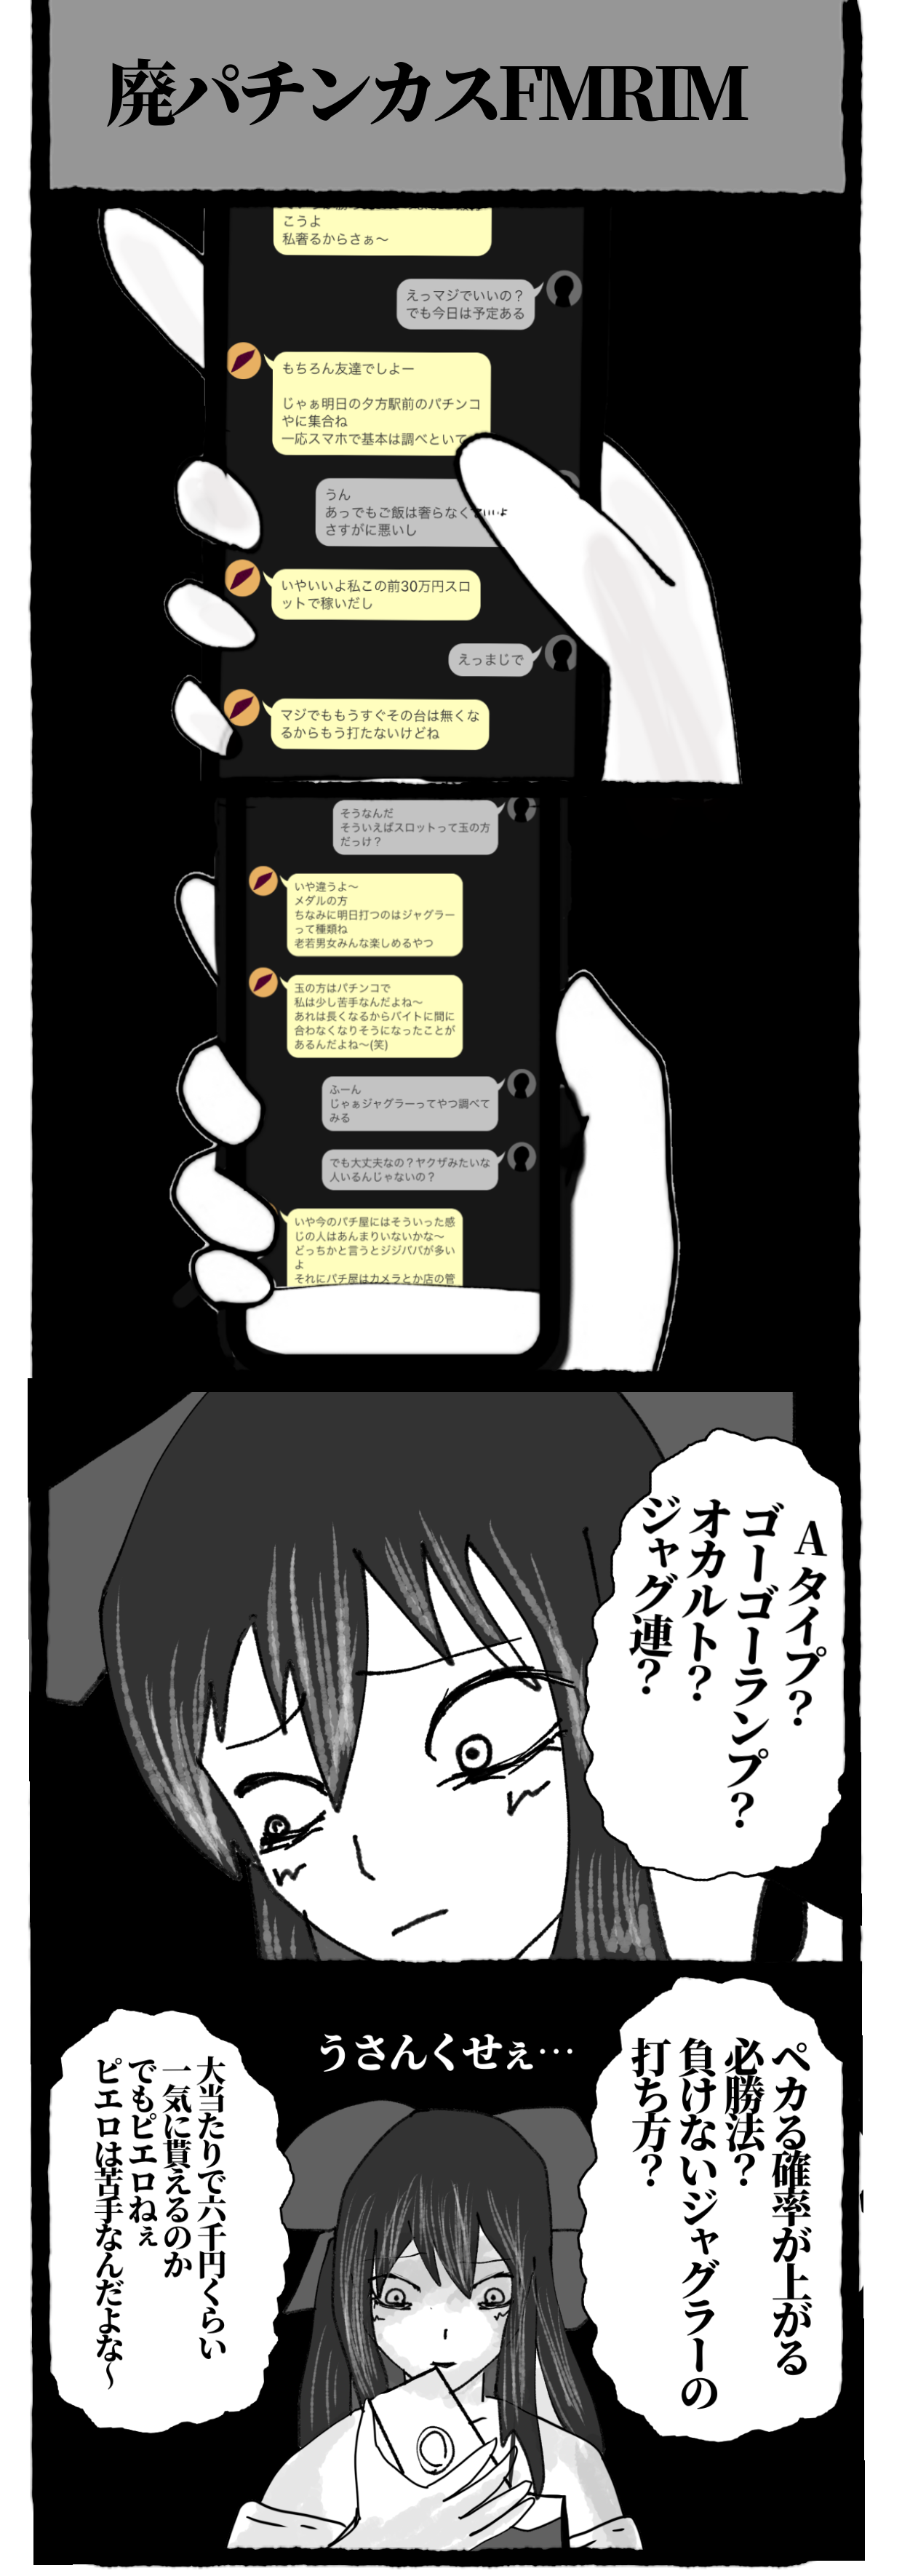 廃パチンカスFMRIM
こうよ
私奢るからさぁ〜
えっマジでいいの？
でも今日は予定ある
もちろん友達でしよー
じゃぁ明日の夕方駅前のパチンコ
やに集合ね
一応スマホで基本は調べといて
うん
あっでもご飯は奢らなくていいよ
さすがに悪いし
いやいいよ私この前30万円スロ
ットで稼いだし
えっまじで
マジでももうすぐその台は無くな
るからもう打たないけどね
そうなんだ
そういえばスロットって玉の方
だっけ？
いや違うよ〜
メダルの方
ちなみに明日打つのはジャグラー
って種類ね
老若男女みんな楽しめるやつ
玉の方はパチンコで
私は少し苦手なんだよね〜
あれは長くなるからバイトに間に
合わなくなりそうになったことが
あるんだよね〜(笑)
ふーん
じゃぁジャグラーってやつ調べて
みる
でも大丈夫なの？ヤクザみたいな
人いるんじゃないの？
いや今のパチ屋にはそういった感
じの人はあんまりいないかな〜
どっちかと言うとジジババが多い
よ
それにパチ屋はカメラとか店の管
Aタイプ？
ゴーゴーランプ？
オカルト？
ジャグ連？
ペカる確率が上がる
必勝法？
負けないジャグラーの
打ち方？
うさんくせぇ…
大当たりで六千円くらい
一気に貰えるのか
でもピエロねぇ
ピエロは苦手なんだよな〜